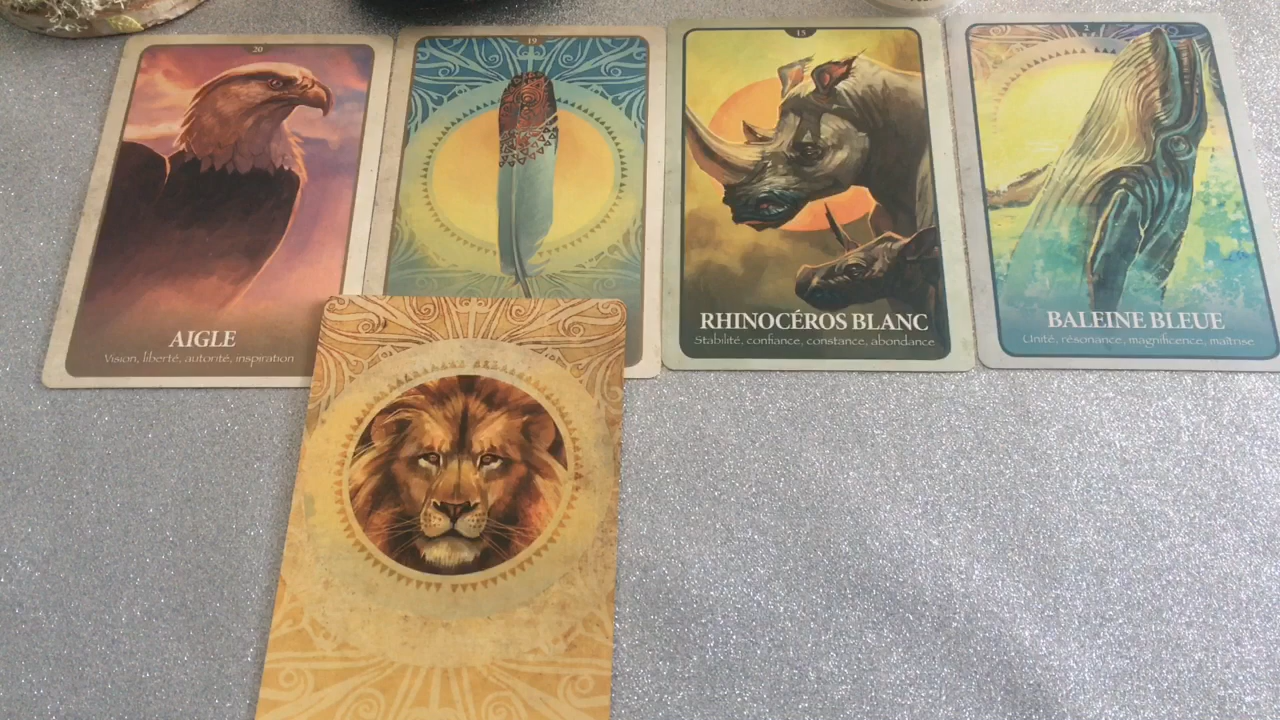 20
AIGLE
Vision, liberté, autorité, inspiration
19
15
RHINOCÉROS BLANC
Stabilité, confiance, constance, abondance
2
BALEINE BLEUE
Unité, résonance, magnificence, maîtrise